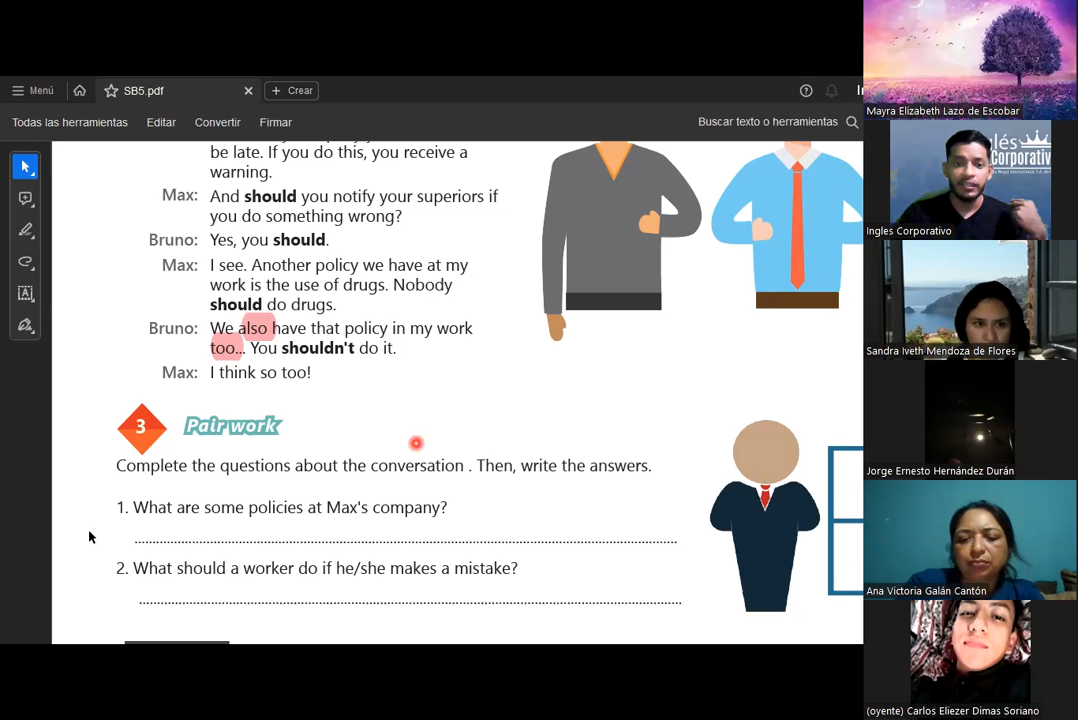 Menú
SB5.pdf
Crear
Todas las herramientas
Editar
Convertir
Firmar
Buscar texto o herramientas
be late. If you do this, you receive a
warning.
Max: And should you notify your superiors if
you do something wrong?
Bruno: Yes, you should.
Max: I see. Another policy we have at my
work is the use of drugs. Nobody
should do drugs.
Bruno: We also have that policy in my work
too... You shouldn't do it.
Max: I think so too!
3 Pair work
Complete the questions about the conversation . Then, write the answers.
1. What are some policies at Max's company?
2. What should a worker do if he/she makes a mistake?
Mayra Elizabeth Lazo de Escobar
Inglés
Corporativo
Ingles Corporativo
Sandra Iveth Mendoza de Flores
Jorge Ernesto Hernández Durán
Ana Victoria Galán Cantón
(oyente) Carlos Eliezer Dimas Soriano